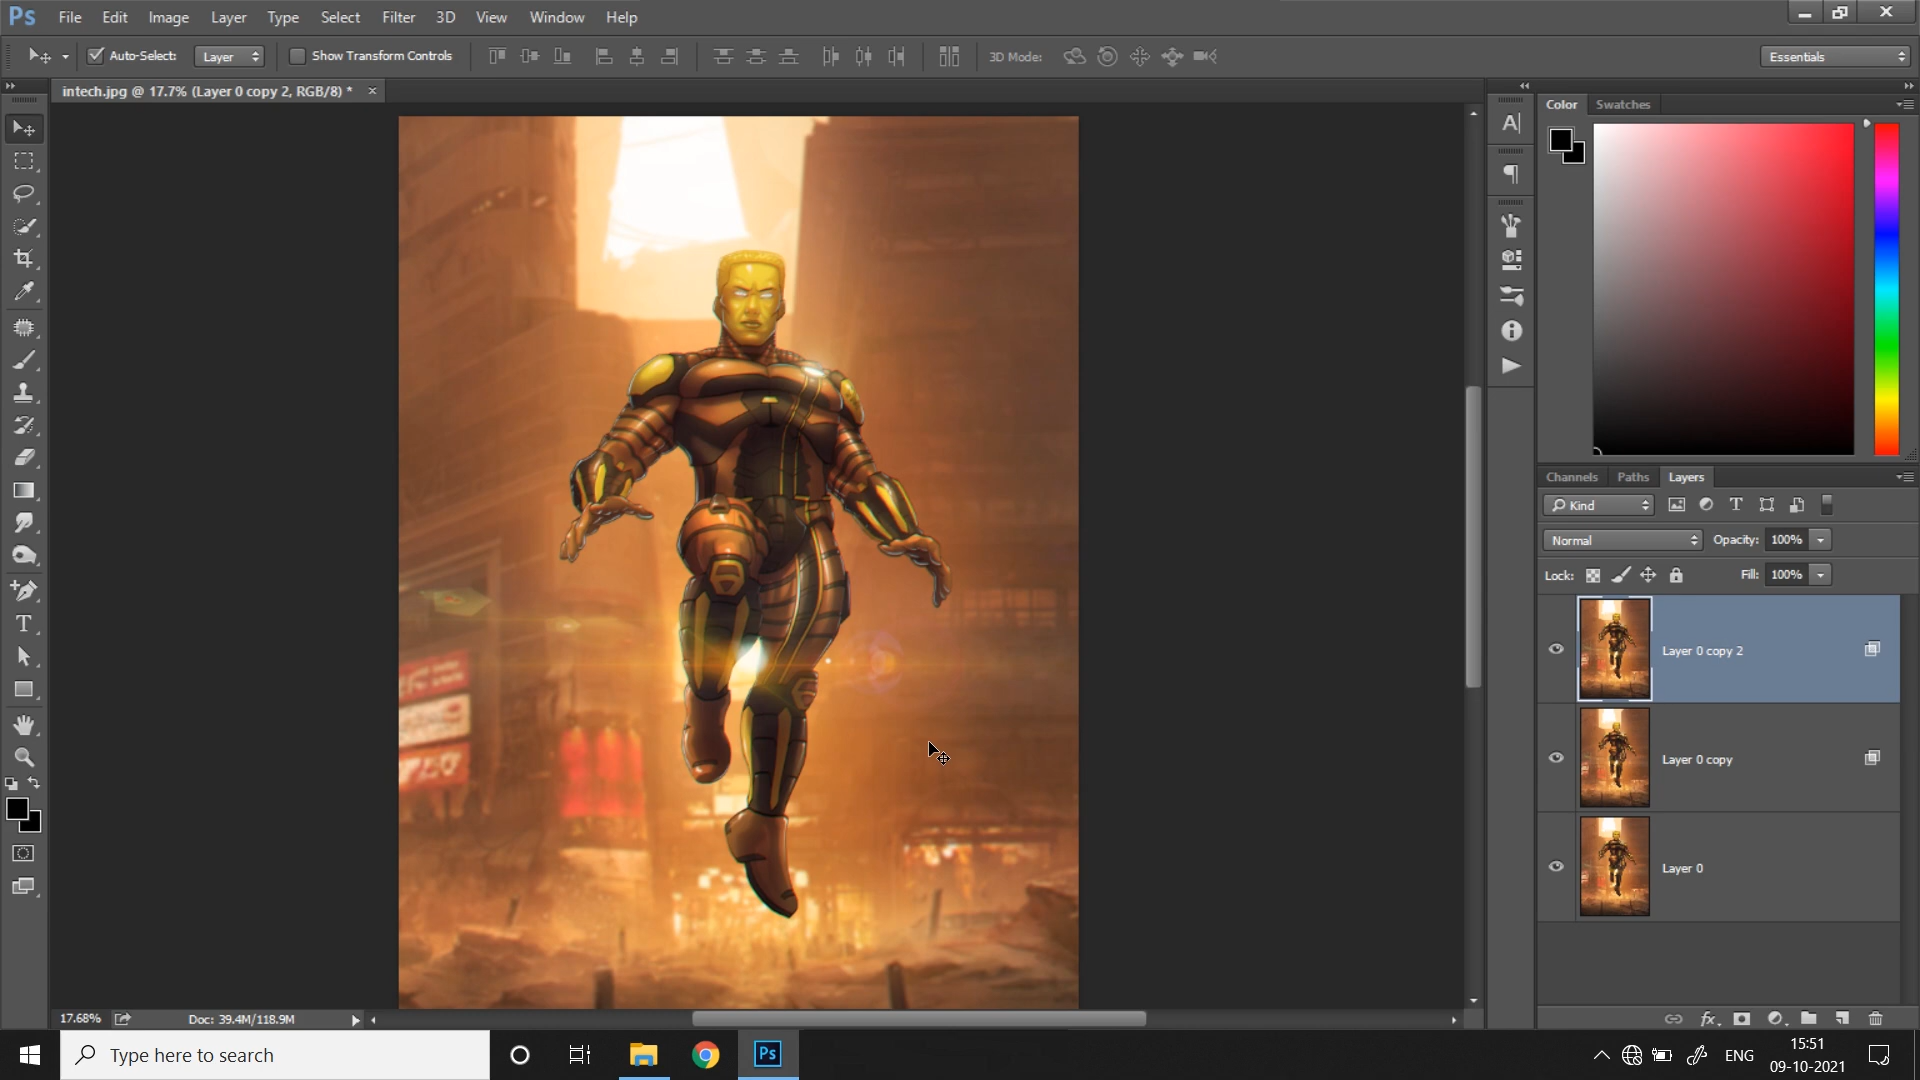 Ps File Edit Image Layer Type Select Filter 3D View Window Help
Auto-Select: Layer Show Transform Controls 3D Mode: Essentials
intech.jpg @ 17.7% (Layer 0 copy 2, RGB/8) *
Color Swatches
Channels Paths Layers
Kind
Normal Opacity: 100%
Lock: Fill: 100%
Layer 0 copy 2
Layer 0 copy
Layer 0
17.68% Doc: 39.4M/118.9M
Type here to search Ps ENG 15:51
09-10-2021